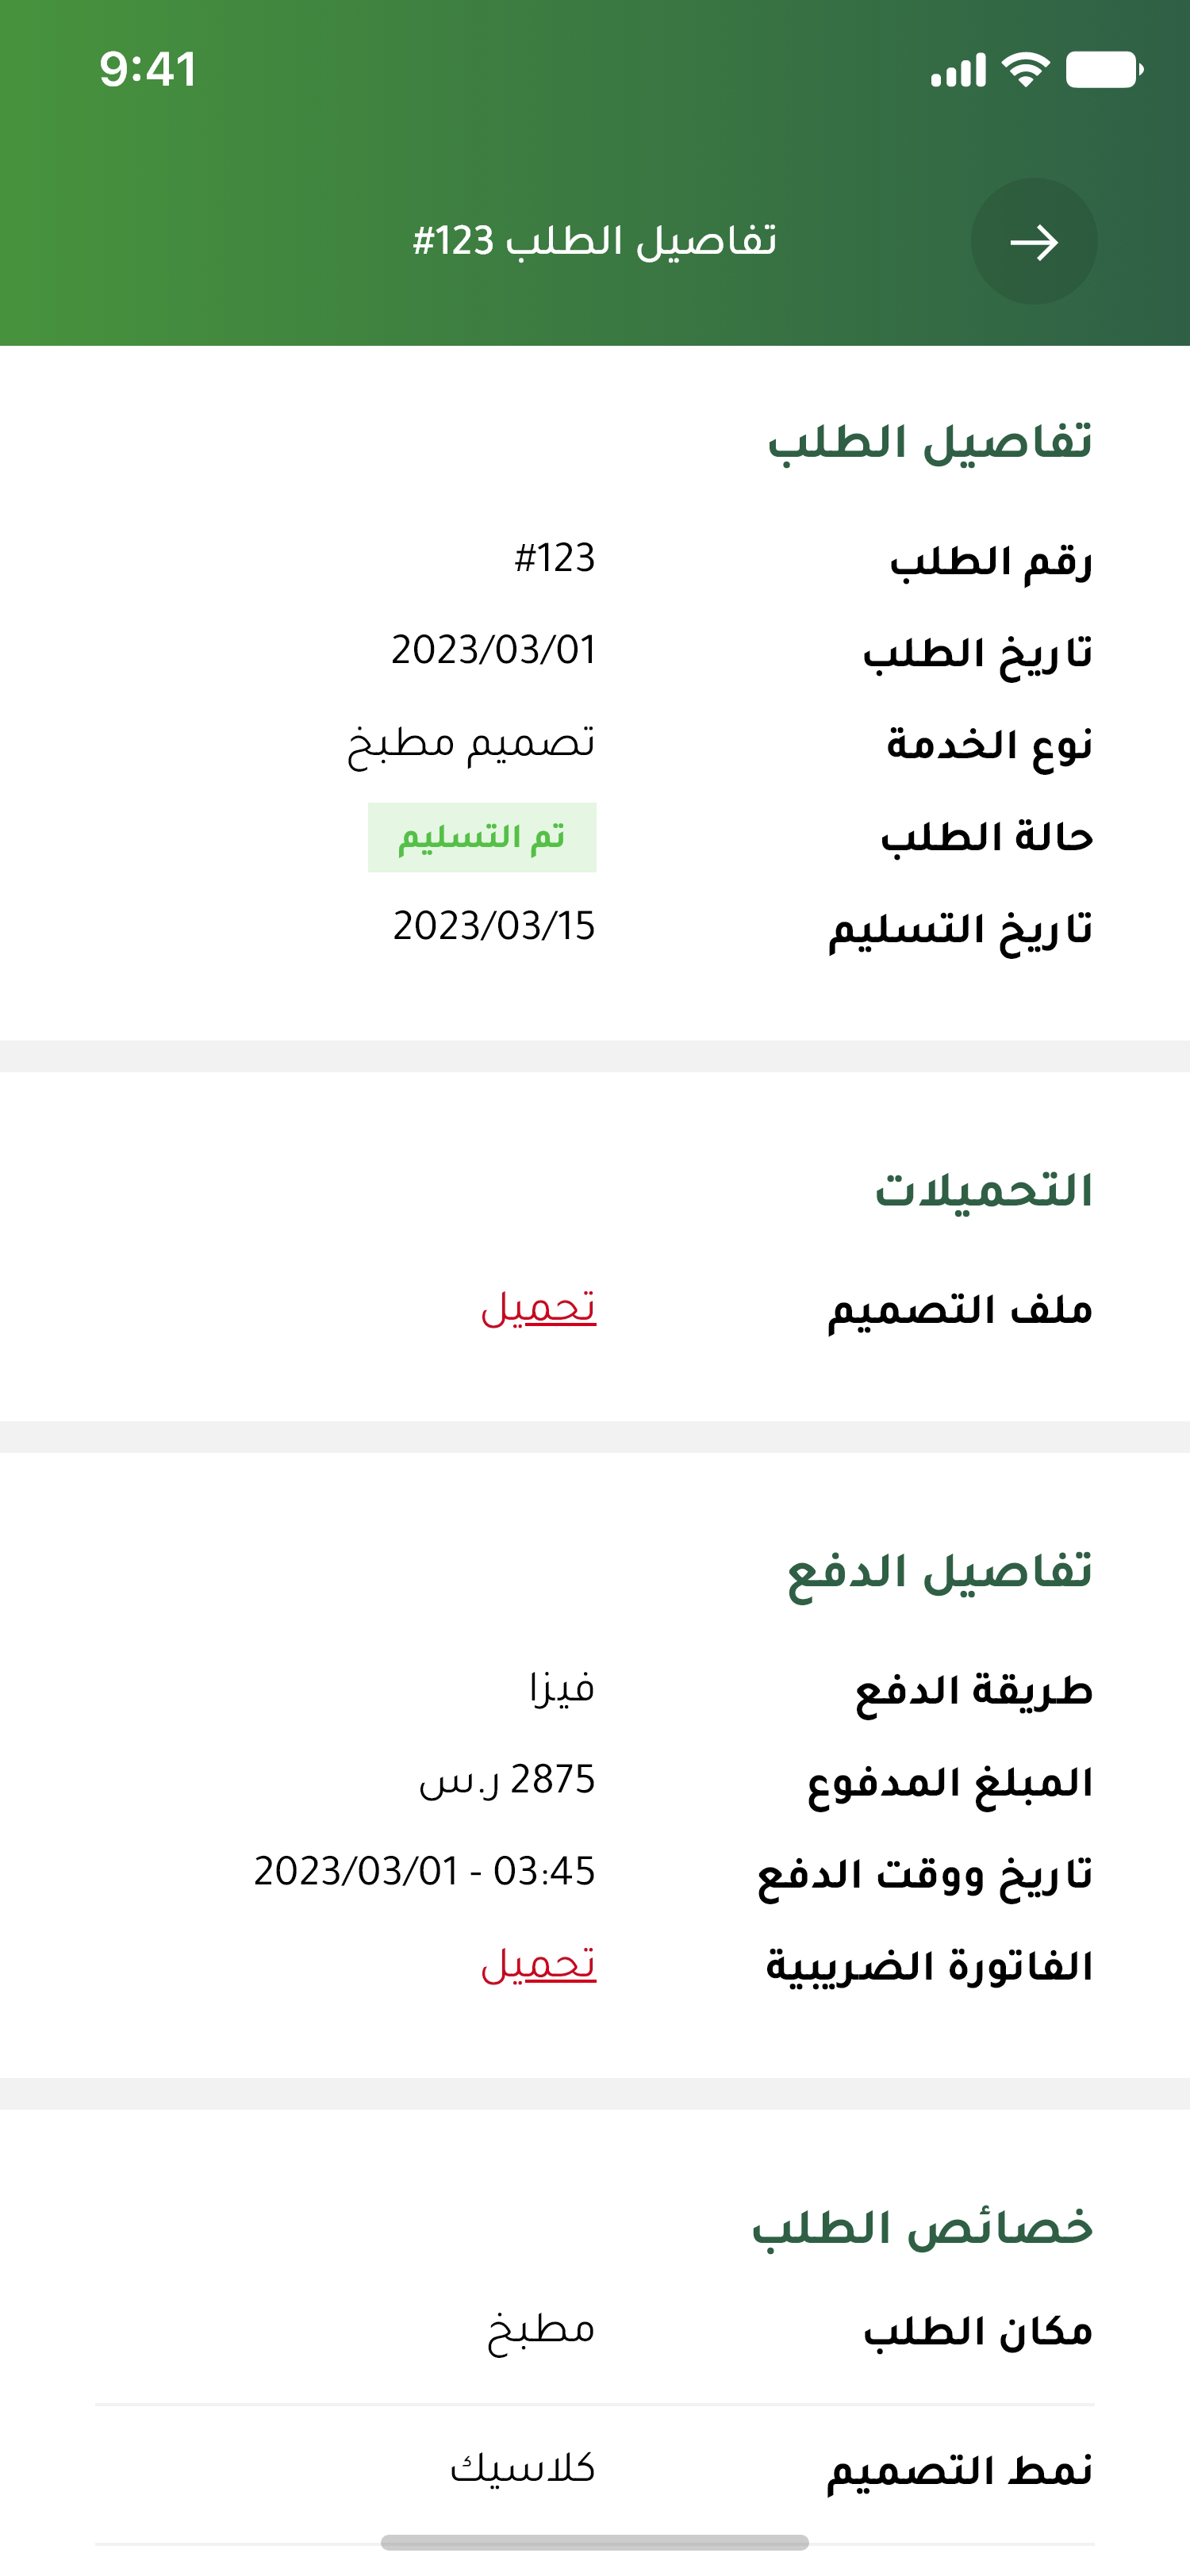 9:41
تفاصيل الطلب 123#
تفاصيل الطلب
رقم الطلب 123#
تاريخ الطلب 2023/03/01
نوع الخدمة تصميم مطبخ
حالة الطلب تم التسليم
تاريخ التسليم 2023/03/15
التحميلات
ملف التصميم تحميل
تفاصيل الدفع
طريقة الدفع فيزا
المبلغ المدفوع 2875 ر.س
تاريخ ووقت الدفع 2023/03/01 - 03:45
الفاتورة الضريبية تحميل
خصائص الطلب
مكان الطلب مطبخ
نمط التصميم كلاسيك